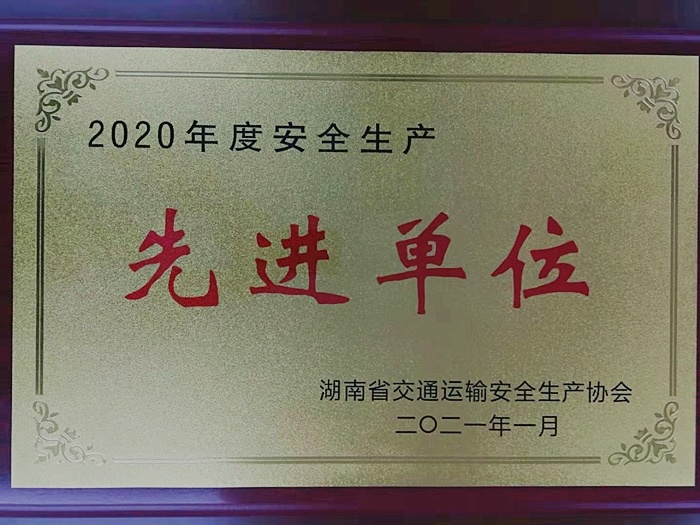 2020年度安全生产
先进单位
湖南省交通运输安全生产协会
二〇二一年一月